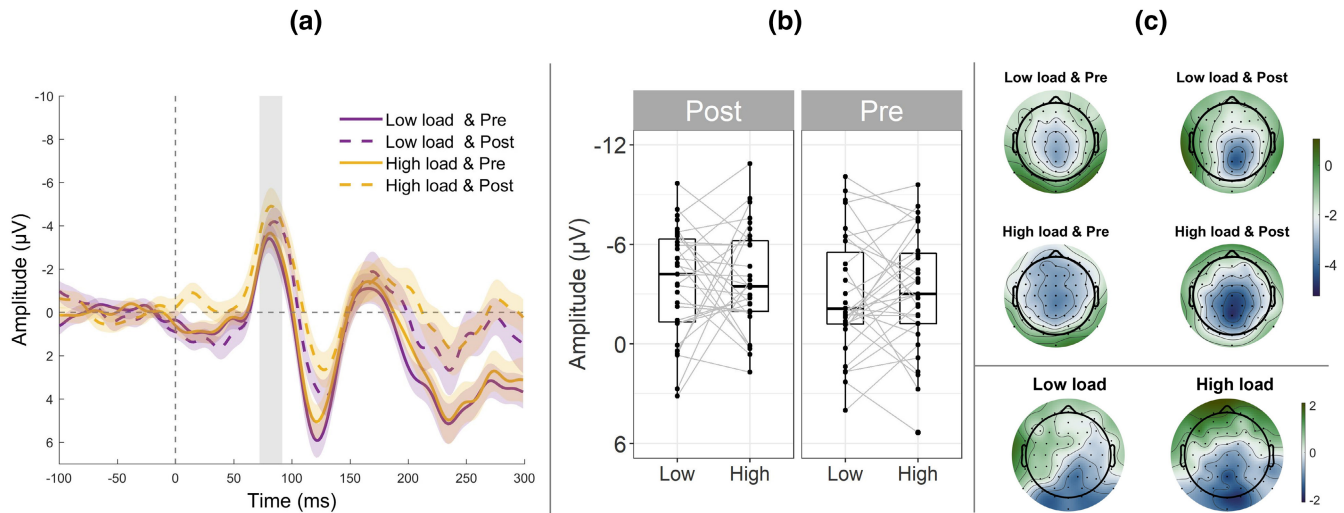 (a)
(b)
(c)
-10
-8
-6
-4
-2
0
2
4
6
Amplitude (µV)
-100
-50
0
50
100
150
200
250
300
Time (ms)
Low load & Pre
Low load & Post
High load & Pre
High load & Post
Post
Pre
-12
-6
0
6
Amplitude (µV)
Low
High
Low
High
Low load & Pre
Low load & Post
High load & Pre
High load & Post
0
-2
-4
Low load
High load
2
0
-2